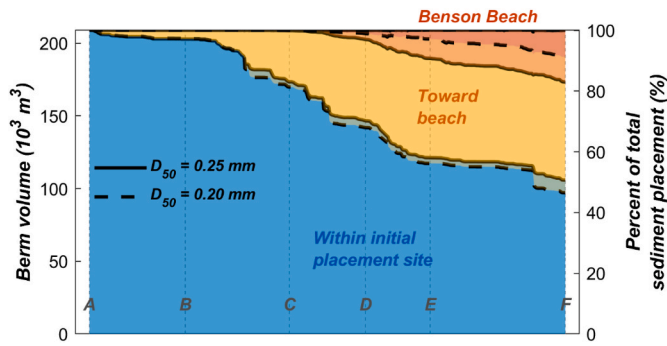 Benson Beach
200
150
100
50
0
Berm volume (10³ m³)
Toward
beach
D₅₀ = 0.25 mm
D₅₀ = 0.20 mm
Within initial
placement site
A B C D E F
100
80
60
40
20
0
Percent of total
sediment placement (%)